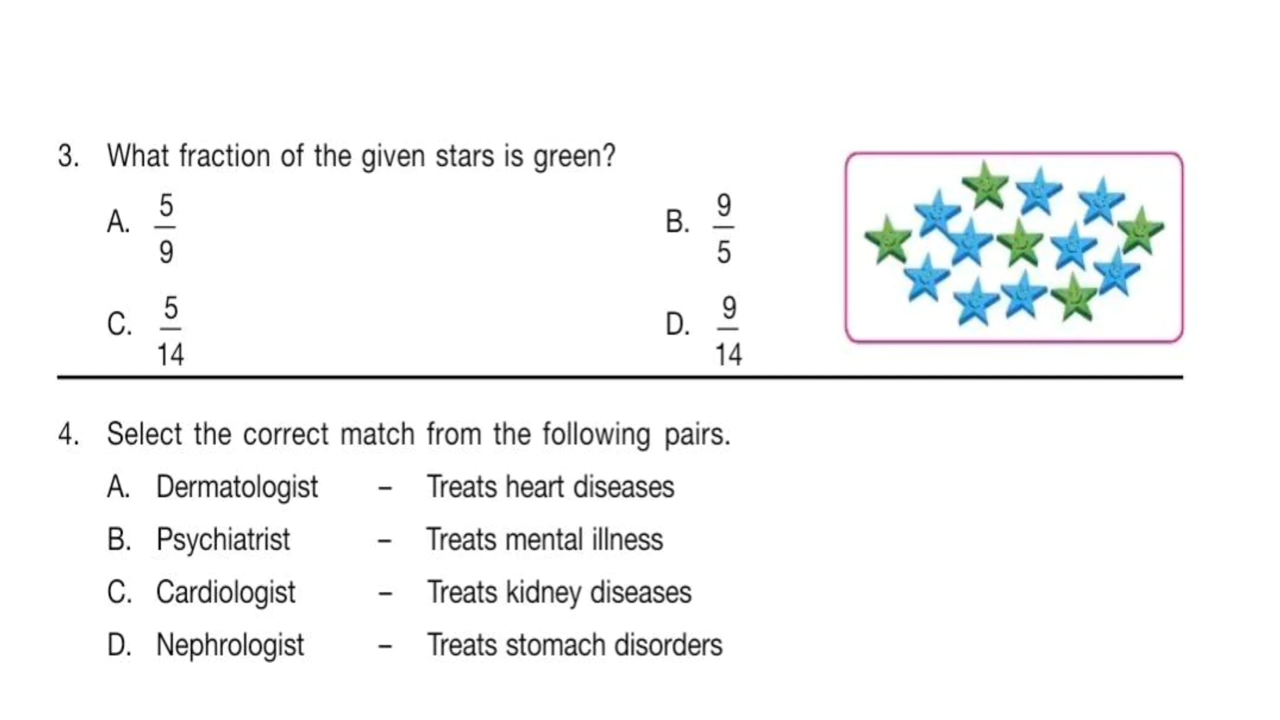 3. What fraction of the given stars is green?
A. 5/9 B. 9/5
C. 5/14 D. 9/14
4. Select the correct match from the following pairs.
A. Dermatologist – Treats heart diseases
B. Psychiatrist – Treats mental illness
C. Cardiologist – Treats kidney diseases
D. Nephrologist – Treats stomach disorders